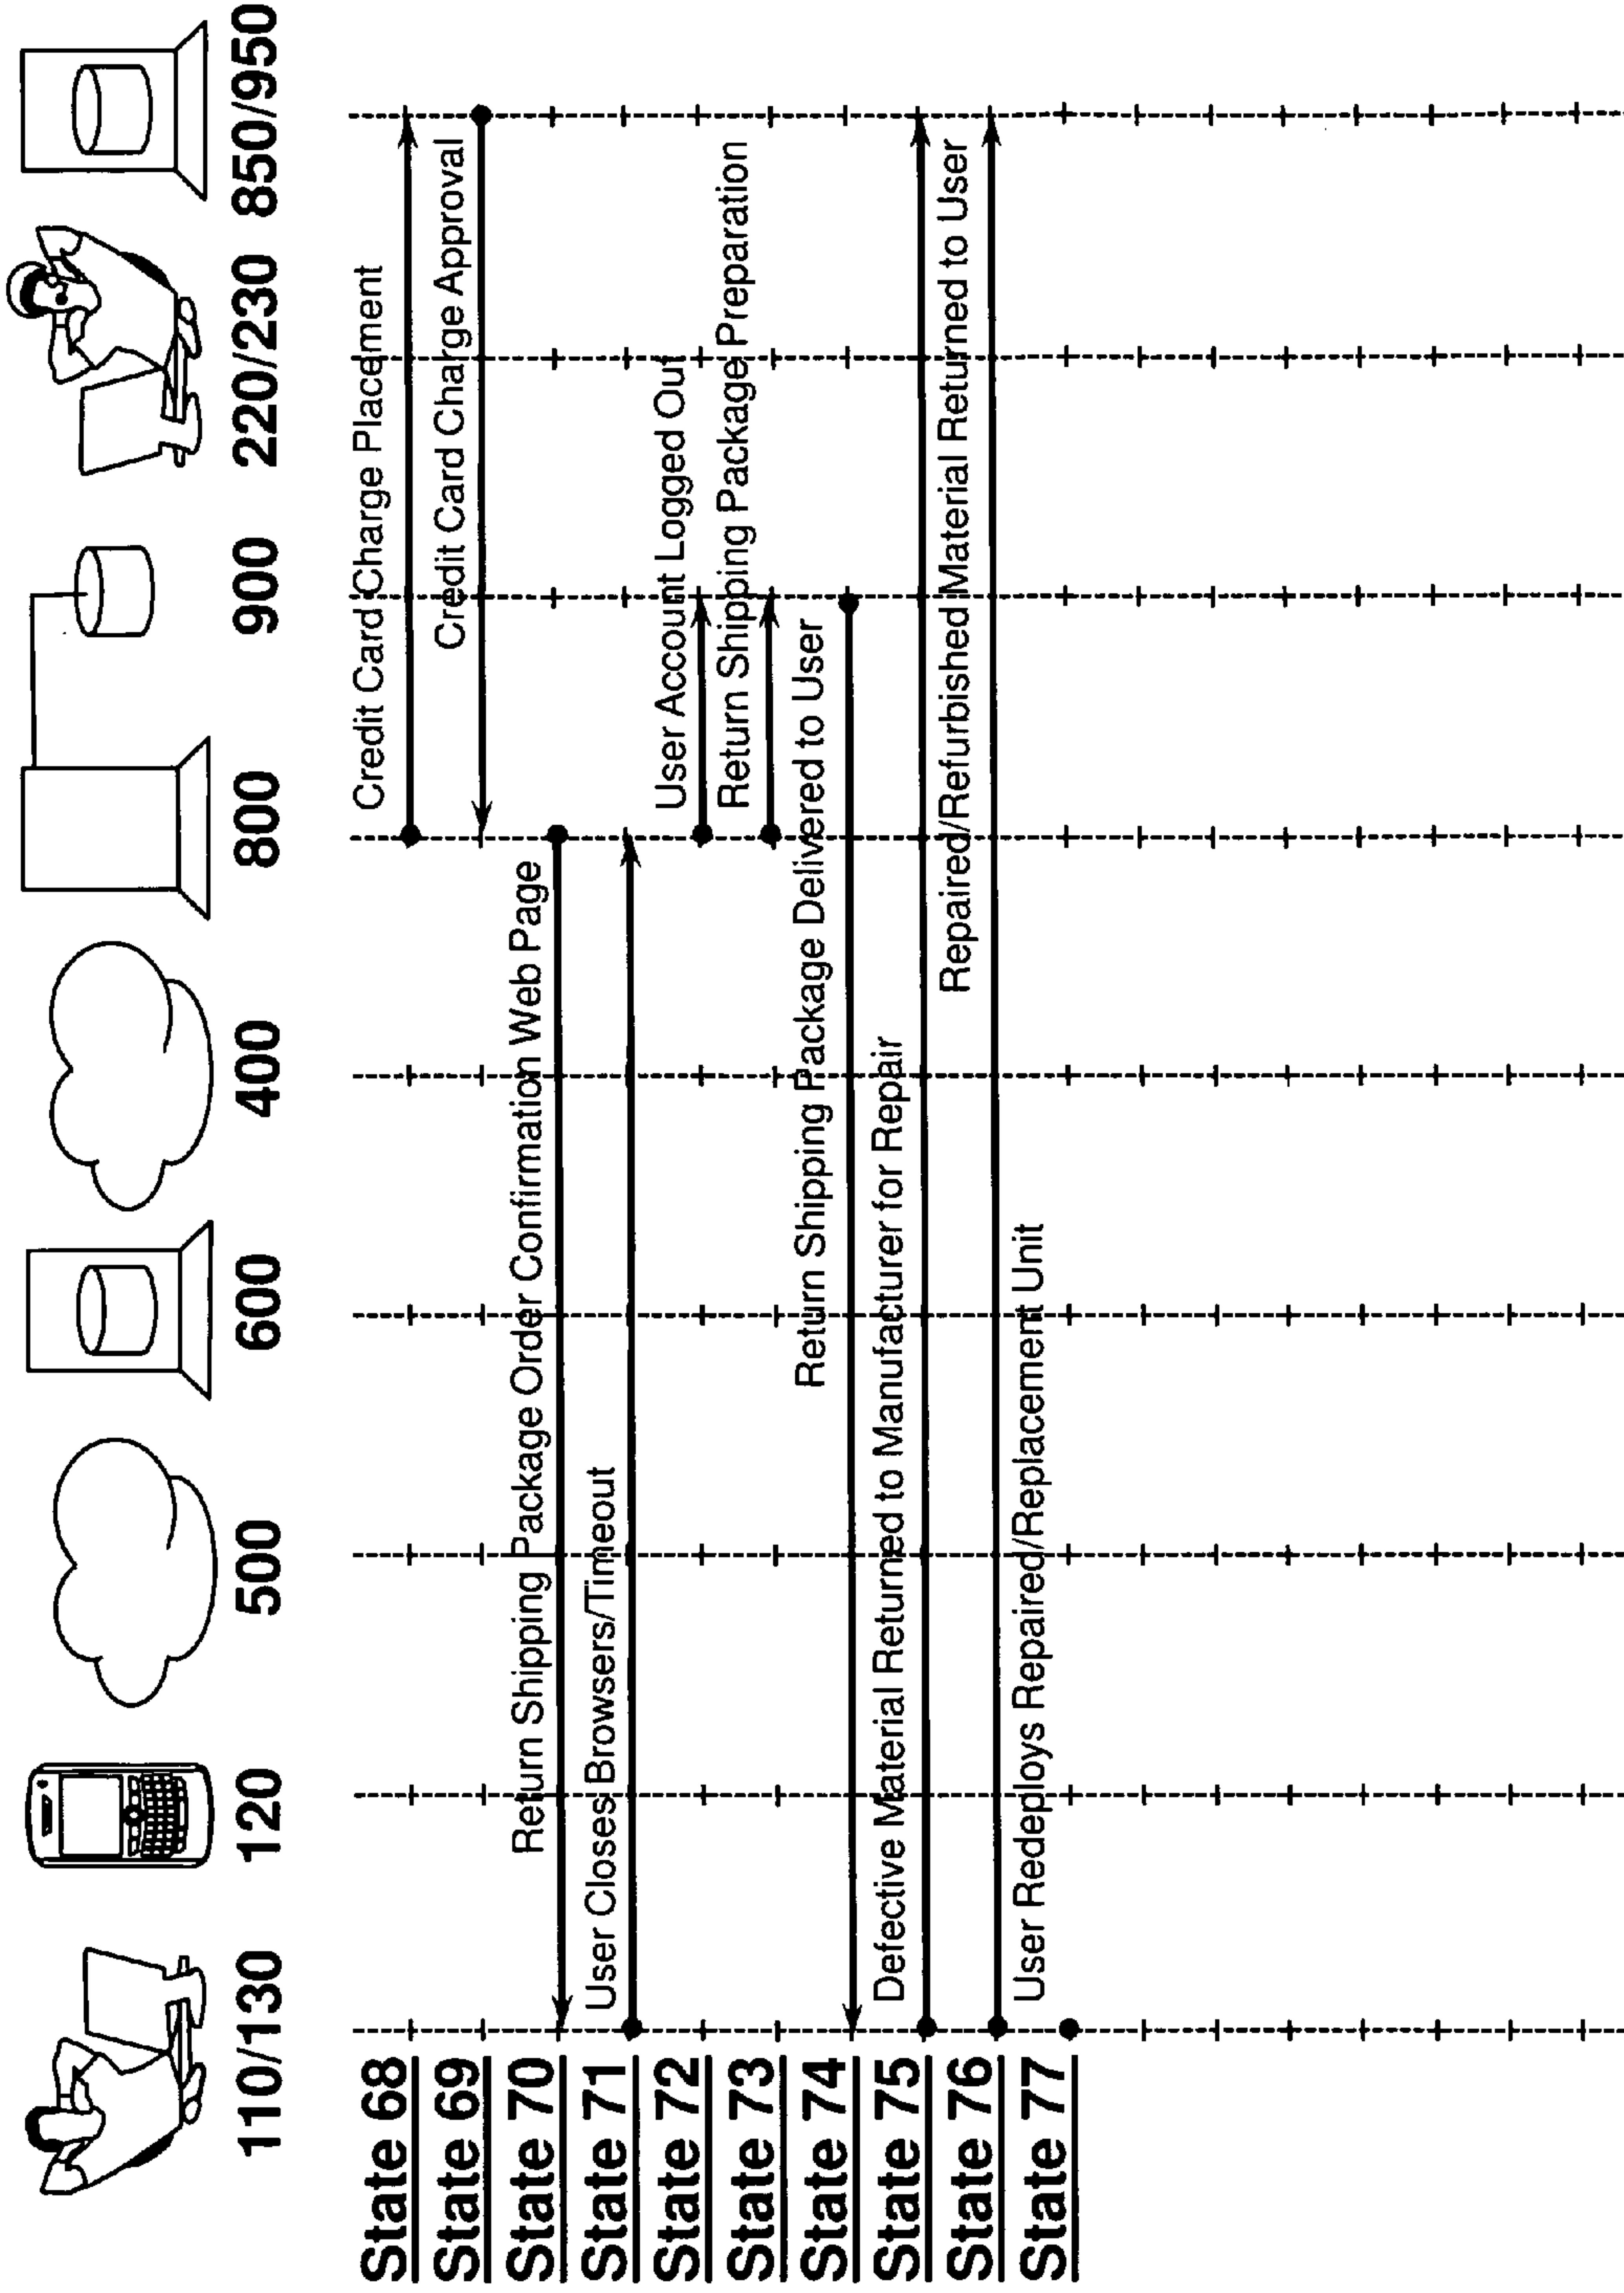 110/130
120
500
600
400
800
900
220/230
850/950
State 68
Credit Card Charge Placement
State 69
Credit Card Charge Approval
State 70
Return Shipping Package Order Confirmation Web Page
State 71
User Closes Browsers/Timeout
State 72
User Account Logged Out
State 73
Return Shipping Package Preparation
State 74
Return Shipping Package Delivered to User
State 75
Defective Material Returned to Manufacturer for Repair
State 76
Repaired/Refurbished Material Returned to User
State 77
User Redeploys Repaired/Replacement Unit